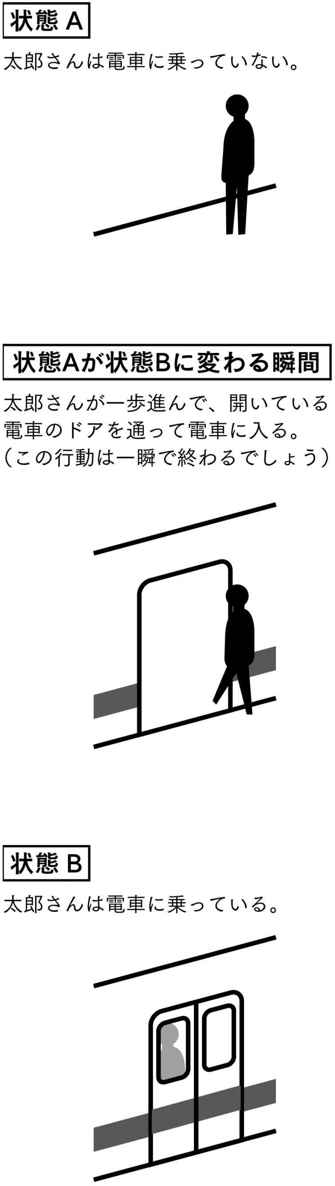 状態 A
太郎さんは電車に乗っていない。
状態Aが状態Bに変わる瞬間
太郎さんが一歩進んで、開いている
電車のドアを通って電車に入る。
（この行動は一瞬で終わるでしょう）
状態 B
太郎さんは電車に乗っている。